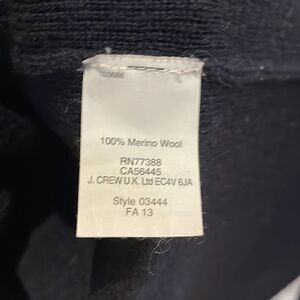 100% Merino Wool
RN77388
CA56445
J. CREW U.K. Ltd EC4V 6JA
Style 03444
FA 13